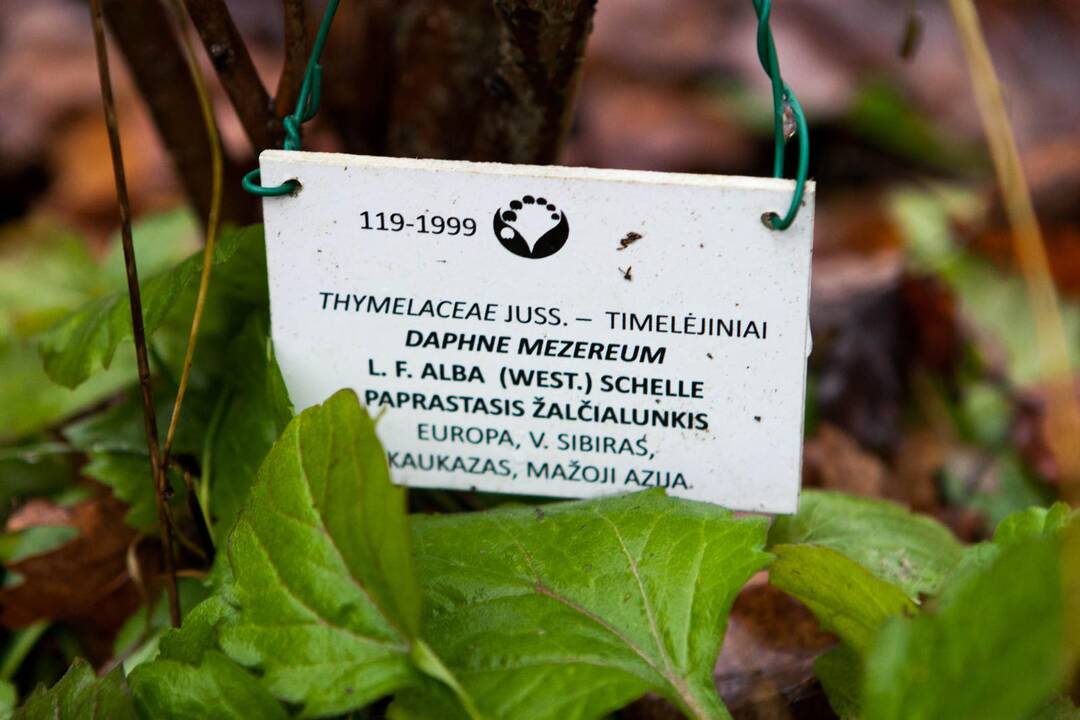 119-1999
THYMELACEAE JUSS. – TIMELĖJINIAI
DAPHNE MEZEREUM
L. F. ALBA (WEST.) SCHELLE
PAPRASTASIS ŽALČIALUNKIS
EUROPA, V. SIBIRAS,
KAUKAZAS, MAŽOJI AZIJA